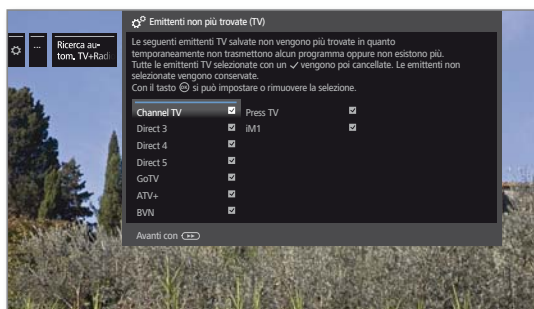 Emittenti non più trovate (TV)
...
Ricerca au-
tom. TV+Radi
Le seguenti emittenti TV salvate non vengono più trovate in quanto
temporaneamente non trasmettono alcun programma oppure non esistono più.
Tutte le emittenti TV selezionate con un ✓ vengono poi cancellate. Le emittenti non
selezionate vengono conservate.
Con il tasto OK si può impostare o rimuovere la selezione.
Channel TV Press TV
Direct 3 iM1
Direct 4
Direct 5
GoTV
ATV+
BVN
Avanti con